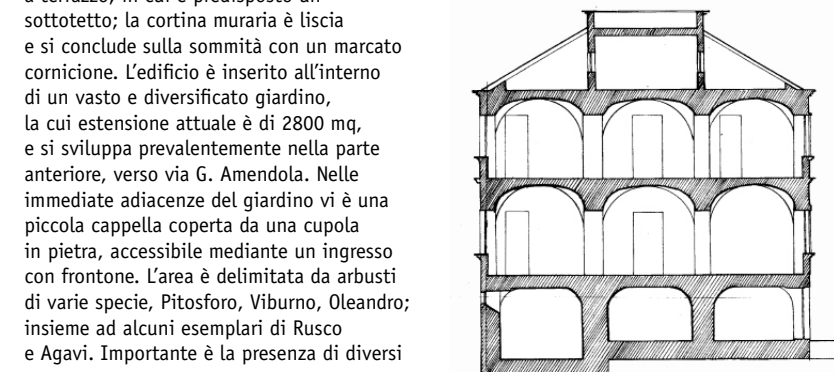 a terrazzo, in cui è predisposto un
sottotetto; la cortina muraria è liscia
e si conclude sulla sommità con un marcato
cornicione. L'edificio è inserito all'interno
di un vasto e diversificato giardino,
la cui estensione attuale è di 2800 mq,
e si sviluppa prevalentemente nella parte
anteriore, verso via G. Amendola. Nelle
immediate adiacenze del giardino vi è una
piccola cappella coperta da una cupola
in pietra, accessibile mediante un ingresso
con frontone. L'area è delimitata da arbusti
di varie specie, Pitosforo, Viburno, Oleandro;
insieme ad alcuni esemplari di Rusco
e Agavi. Importante è la presenza di diversi